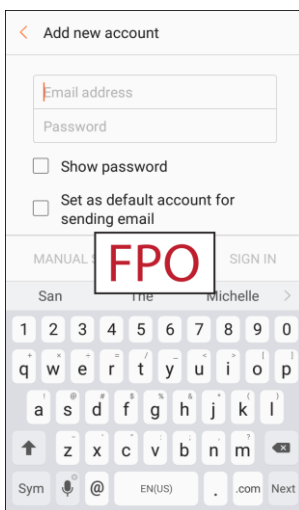 Add new account
Email address
Password
Show password
Set as default account for
sending email
MANUAL
FPO
SIGN IN
San The Michelle
1 2 3 4 5 6 7 8 9 0
q w e r t y u i o p
a s d f g h j k l
z x c v b n m
Sym @ EN(US) . .com Next